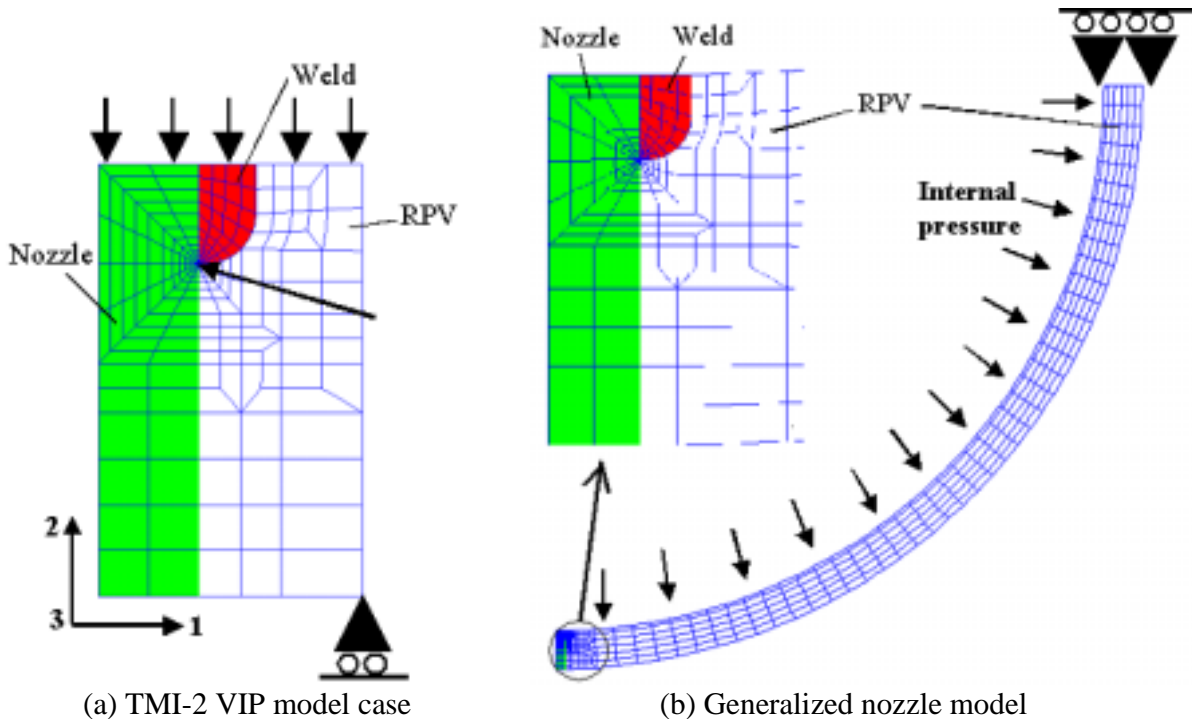 Weld
RPV
Nozzle
2
3
1
(a) TMI-2 VIP model case
Nozzle
Weld
RPV
Internal
pressure
(b) Generalized nozzle model